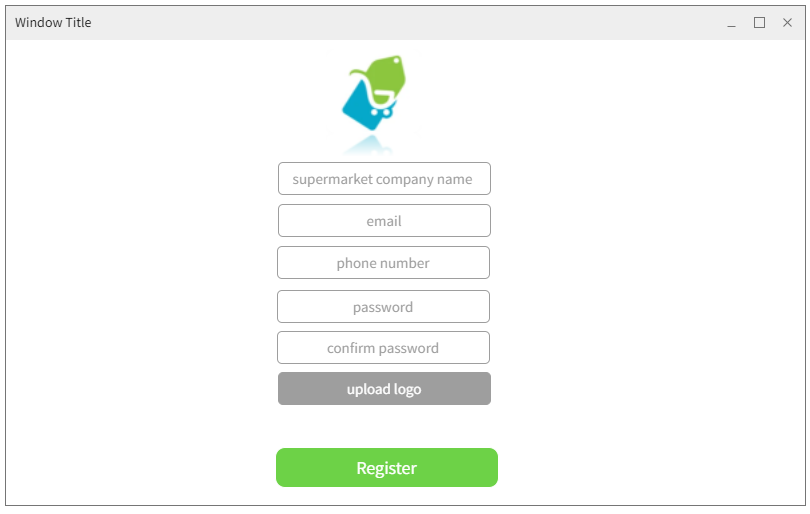 Window Title
supermarket company name
email
phone number
password
confirm password
upload logo
Register